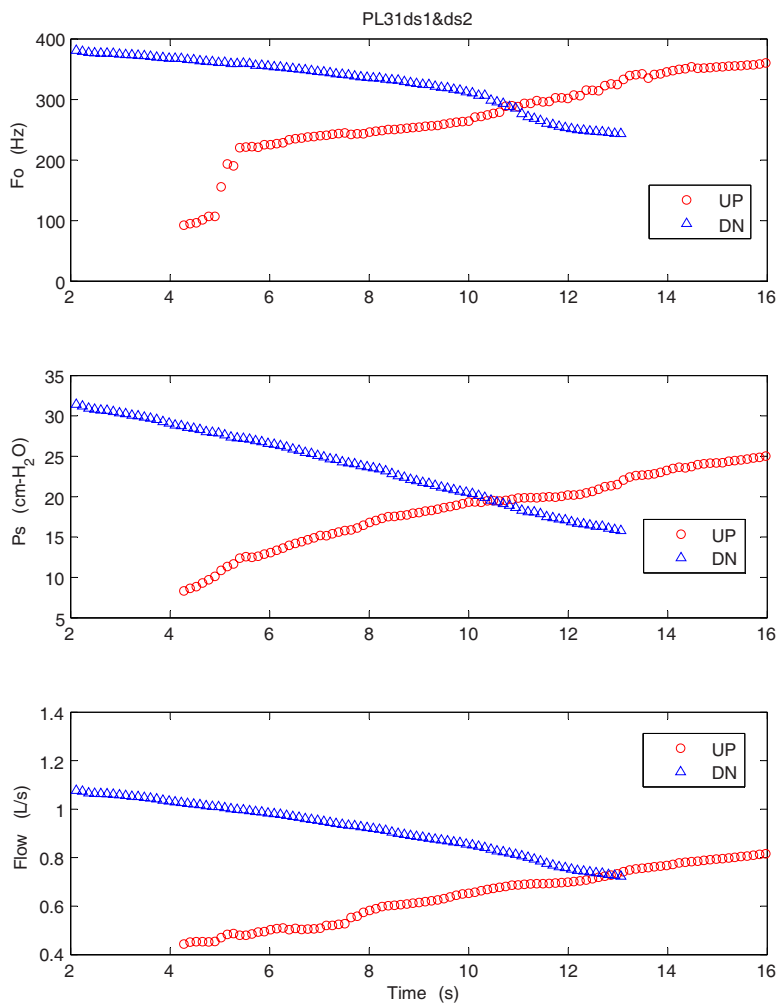 PL31ds1&ds2
400
300
200
100
0
Fo (Hz)
UP
DN
2 4 6 8 10 12 14 16
35
30
25
20
15
10
5
Ps (cm-H₂O)
UP
DN
2 4 6 8 10 12 14 16
1.4
1.2
1
0.8
0.6
0.4
Flow (L/s)
UP
DN
2 4 6 8 10 12 14 16
Time (s)